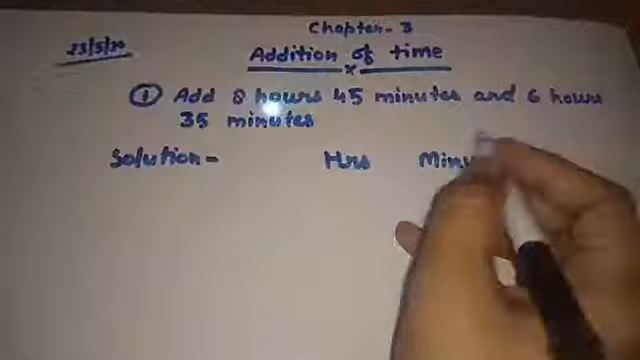 Chapter-3
23/5/20
Addition of time
① Add 8 hours 45 minutes and 6 hours
35 minutes
Solution- Hrs Minu